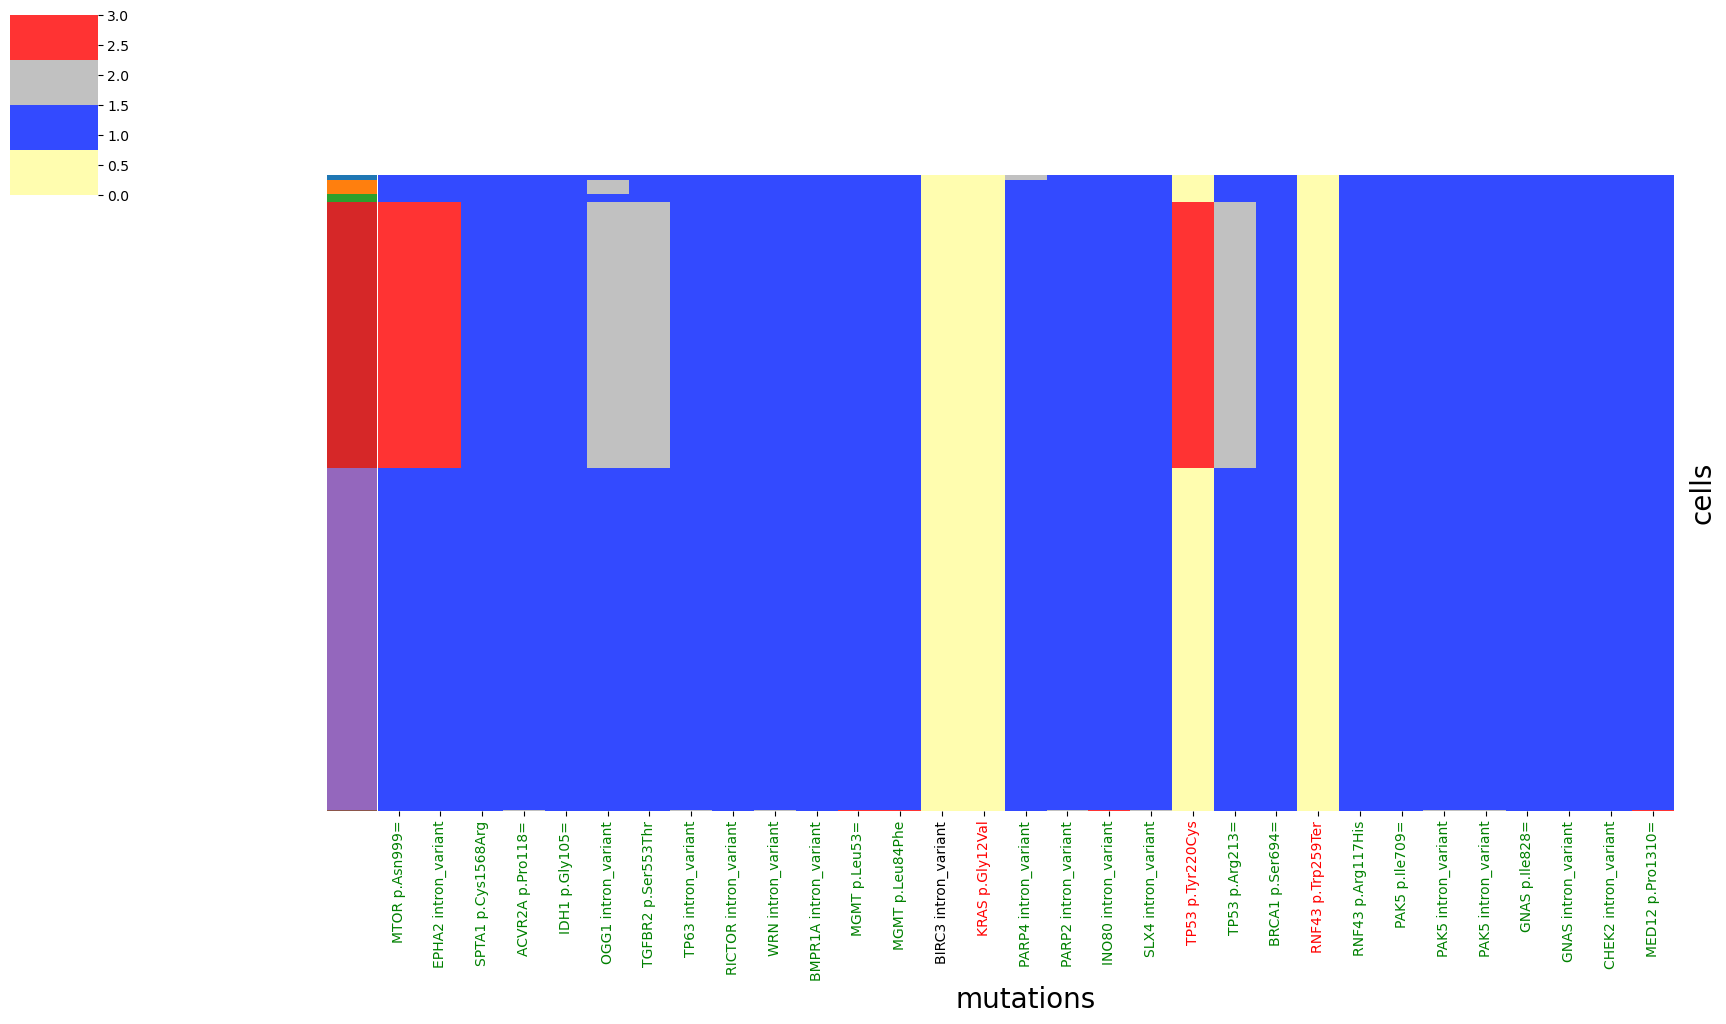 3.0
2.5
2.0
1.5
1.0
0.5
0.0
cells
MTOR p.Asn999=
EPHA2 intron_variant
SPTA1 p.Cys1568Arg
ACVR2A p.Pro118=
IDH1 p.Gly105=
OGG1 intron_variant
TGFBR2 p.Ser553Thr
TP63 intron_variant
RICTOR intron_variant
WRN intron_variant
BMPR1A intron_variant
MGMT p.Leu53=
MGMT p.Leu84Phe
BIRC3 intron_variant
KRAS p.Gly12Val
PARP4 intron_variant
PARP2 intron_variant
INO80 intron_variant
SLX4 intron_variant
TP53 p.Tyr220Cys
TP53 p.Arg213=
BRCA1 p.Ser694=
RNF43 p.Trp259Ter
RNF43 p.Arg117His
PAK5 p.Ile709=
PAK5 intron_variant
PAK5 intron_variant
GNAS p.Ile828=
GNAS intron_variant
CHEK2 intron_variant
MED12 p.Pro1310=
mutations